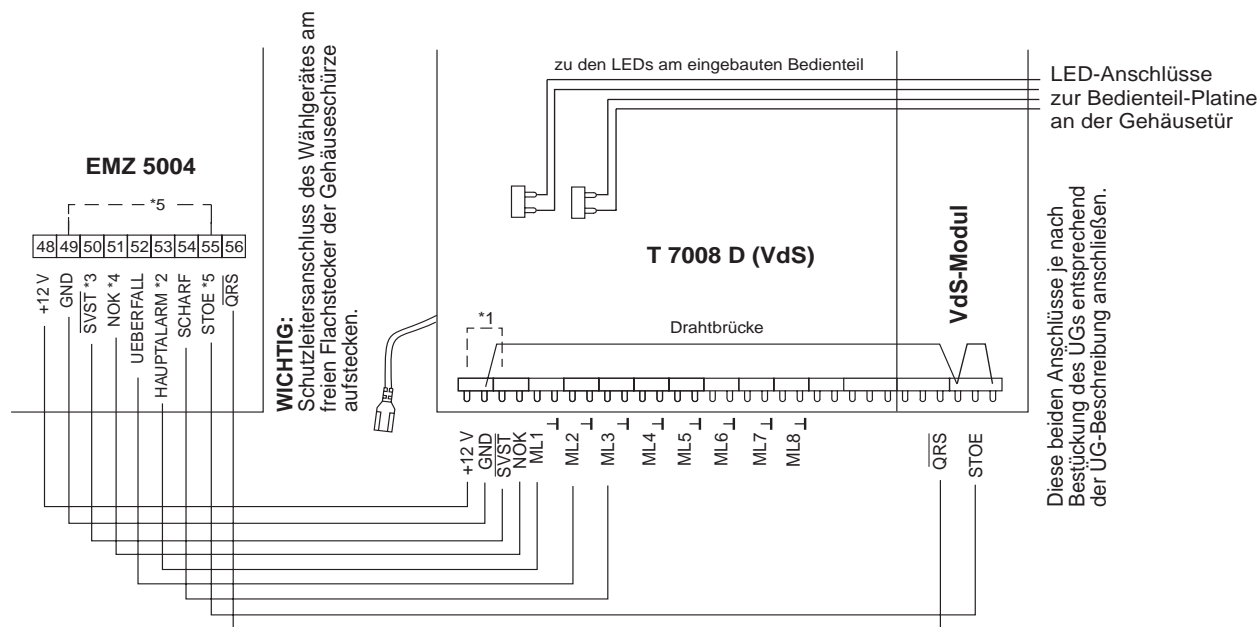 zu den LEDs am eingebauten Bedienteil
LED-Anschlüsse
zur Bedienteil-Platine
an der Gehäusetür
WICHTIG:
Schutzleitersanschluss des Wählgerätes am
freien Flachstecker der Gehäuseschürze
aufstecken.
EMZ 5004
*5
48 49 50 51 52 53 54 55 56
+12 V
GND
SVST *3
NOK *4
UEBERFALL
HAUPTALARM *2
SCHARF
STOE *5
QRS
T 7008 D (VdS)
VdS-Modul
*1
Drahtbrücke
+12 V
GND
SVST
NOK
ML1
ML2
ML3
ML4
ML5
ML6
ML7
ML8
QRS
STOE
Diese beiden Anschlüsse je nach
Bestückung des ÜGs entsprechend
der ÜG-Beschreibung anschließen.